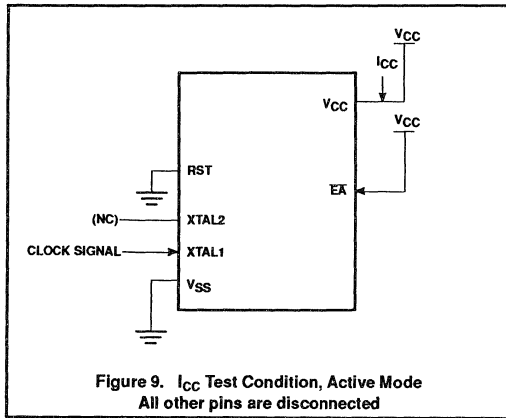 VCC
ICC
VCC
VCC
RST
EA
(NC) XTAL2
CLOCK SIGNAL XTAL1
VSS
Figure 9. ICC Test Condition, Active Mode
All other pins are disconnected